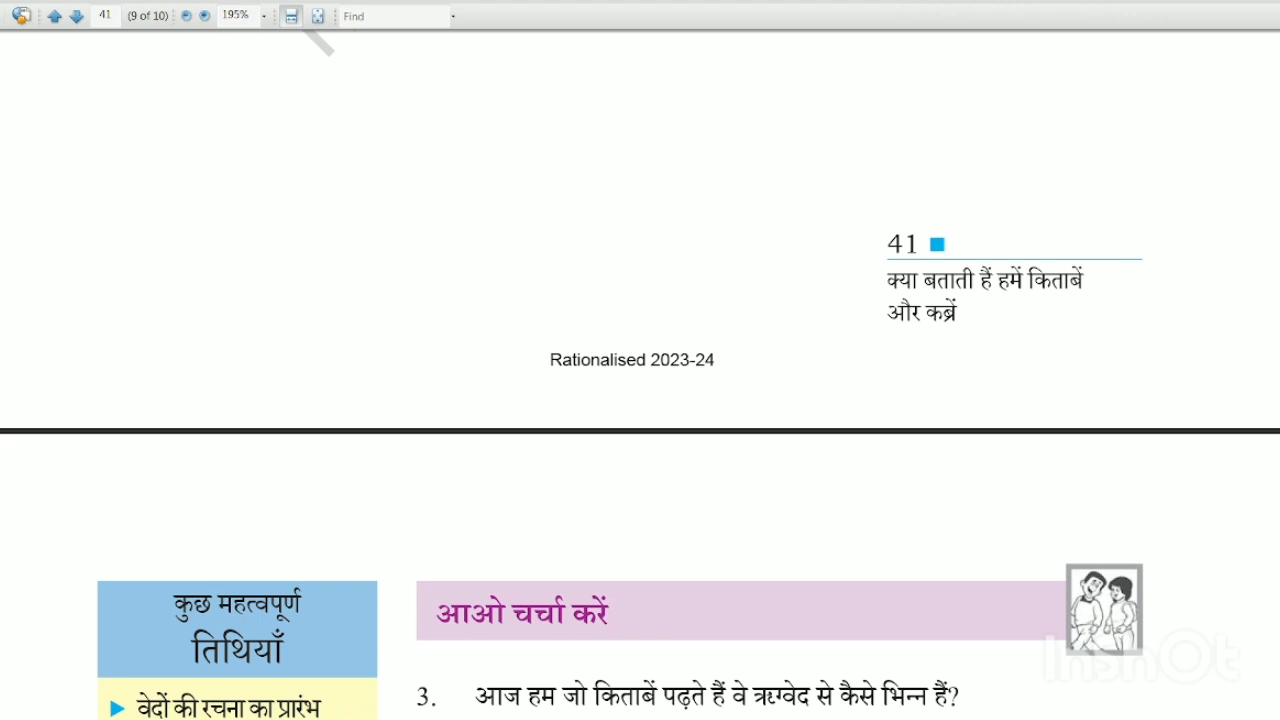 41 (9 of 10) 195% Find
41
क्या बताती हैं हमें किताबें
और कब्रें
Rationalised 2023-24
कुछ महत्वपूर्ण
तिथियाँ
वेदों की रचना का प्रारंभ
आओ चर्चा करें
3. आज हम जो किताबें पढ़ते हैं वे ऋग्वेद से कैसे भिन्न हैं?
InShOt